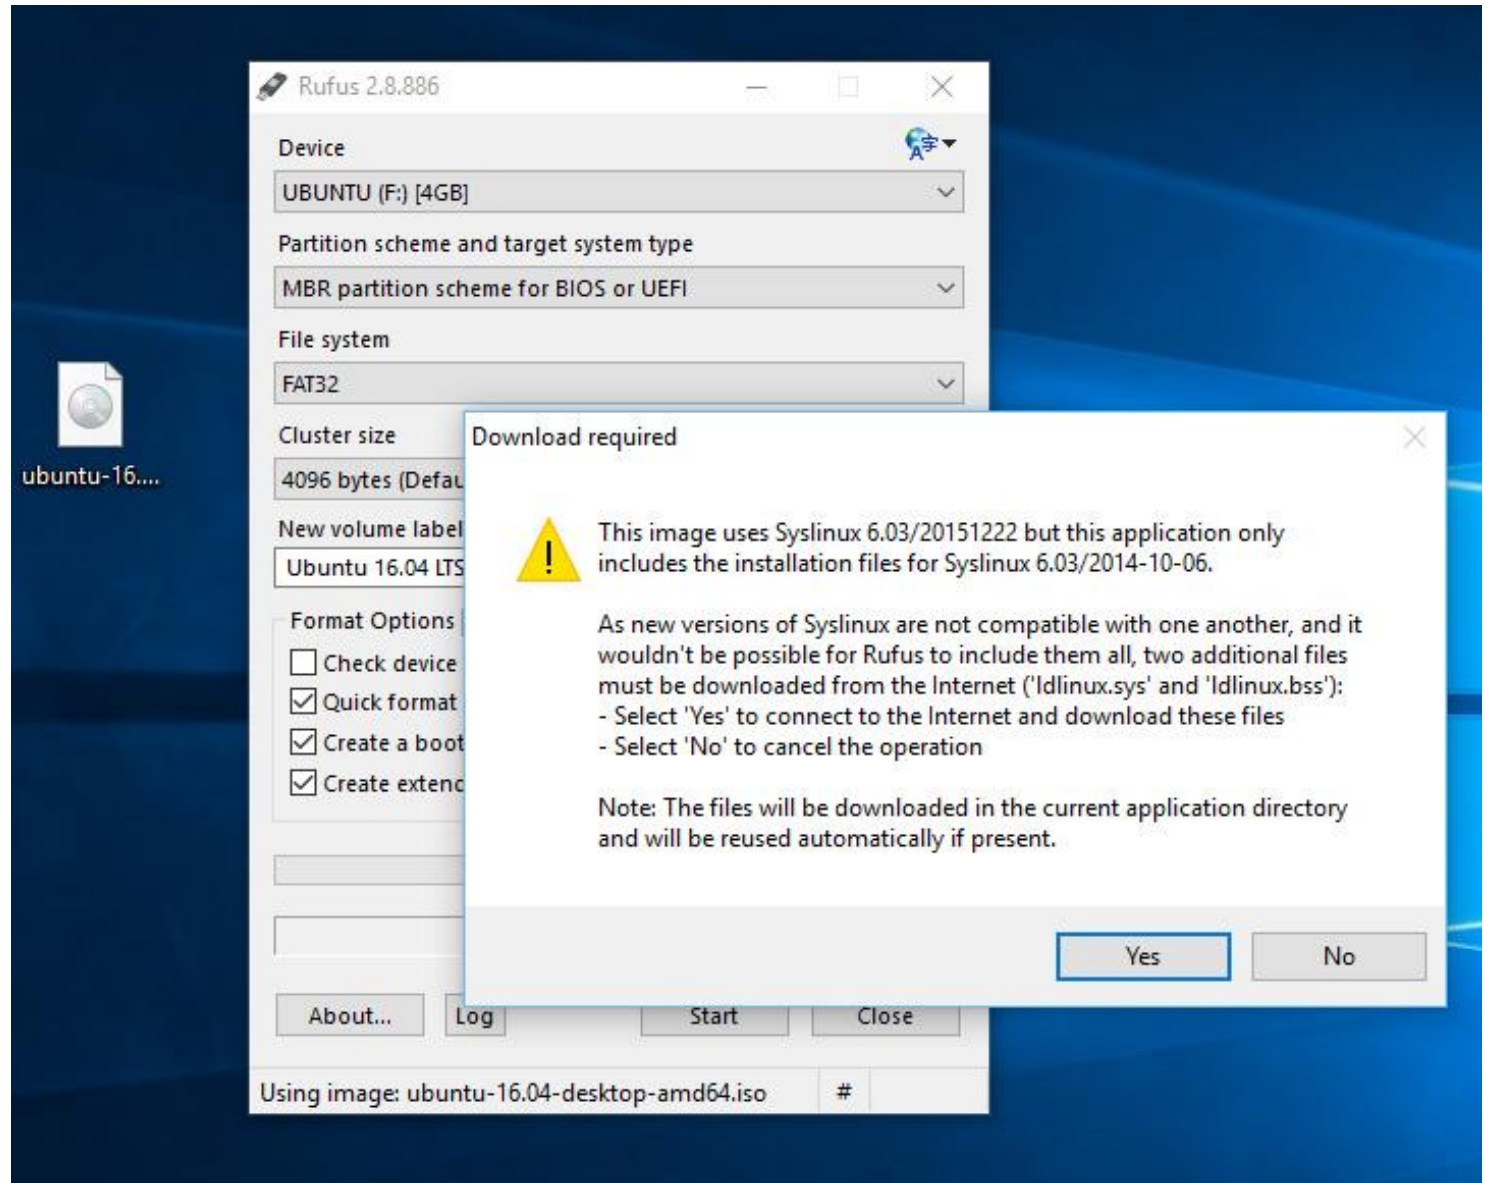 Rufus 2.8.886
Device
UBUNTU (F:) [4GB]
Partition scheme and target system type
MBR partition scheme for BIOS or UEFI
File system
FAT32
Cluster size
4096 bytes (Defau
New volume label
Ubuntu 16.04 LTS
Format Options
Check device
Quick format
Create a boot
Create extend
About...
Log
Start
Close
Using image: ubuntu-16.04-desktop-amd64.iso
#
ubuntu-16....
Download required
This image uses Syslinux 6.03/20151222 but this application only
includes the installation files for Syslinux 6.03/2014-10-06.
As new versions of Syslinux are not compatible with one another, and it
wouldn't be possible for Rufus to include them all, two additional files
must be downloaded from the Internet ('ldlinux.sys' and 'ldlinux.bss'):
- Select 'Yes' to connect to the Internet and download these files
- Select 'No' to cancel the operation
Note: The files will be downloaded in the current application directory
and will be reused automatically if present.
Yes
No